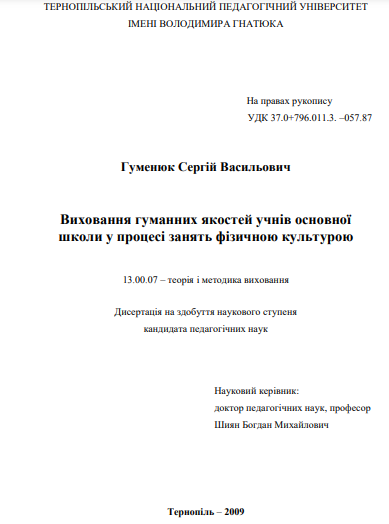 ТЕРНОПІЛЬСЬКИЙ НАЦІОНАЛЬНИЙ ПЕДАГОГІЧНИЙ УНІВЕРСИТЕТ
ІМЕНІ ВОЛОДИМИРА ГНАТЮКА
На правах рукопису
УДК 37.0+796.011.3. –057.87
Гуменюк Сергій Васильович
Виховання гуманних якостей учнів основної
школи у процесі занять фізичною культурою
13.00.07 – теорія і методика виховання
Дисертація на здобуття наукового ступеня
кандидата педагогічних наук
Науковий керівник:
доктор педагогічних наук, професор
Шиян Богдан Михайлович
Тернопіль – 2009